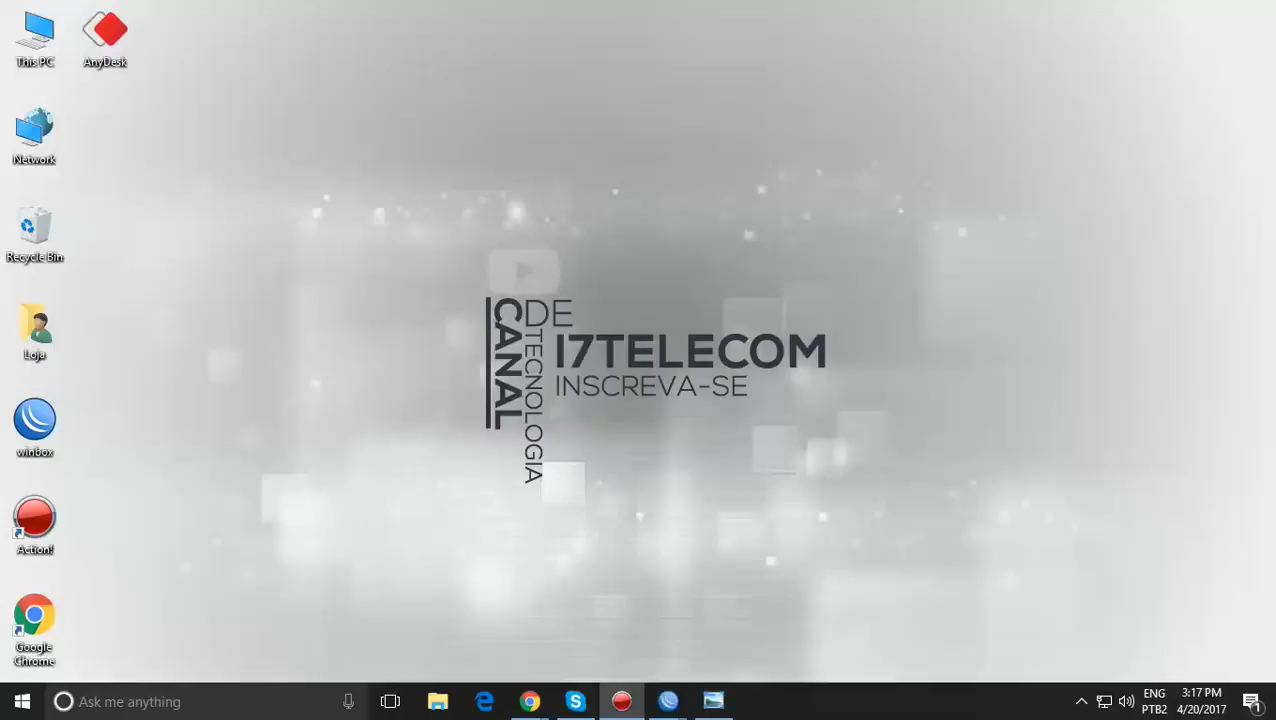 This PC
AnyDesk
Network
Recycle Bin
Loja
winbox
Action!
Google
Chrome
CANAL
DE
TECNOLOGIA
I7TELECOM
INSCREVA-SE
Ask me anything
ENG
PTB2
3:17 PM
4/20/2017
1